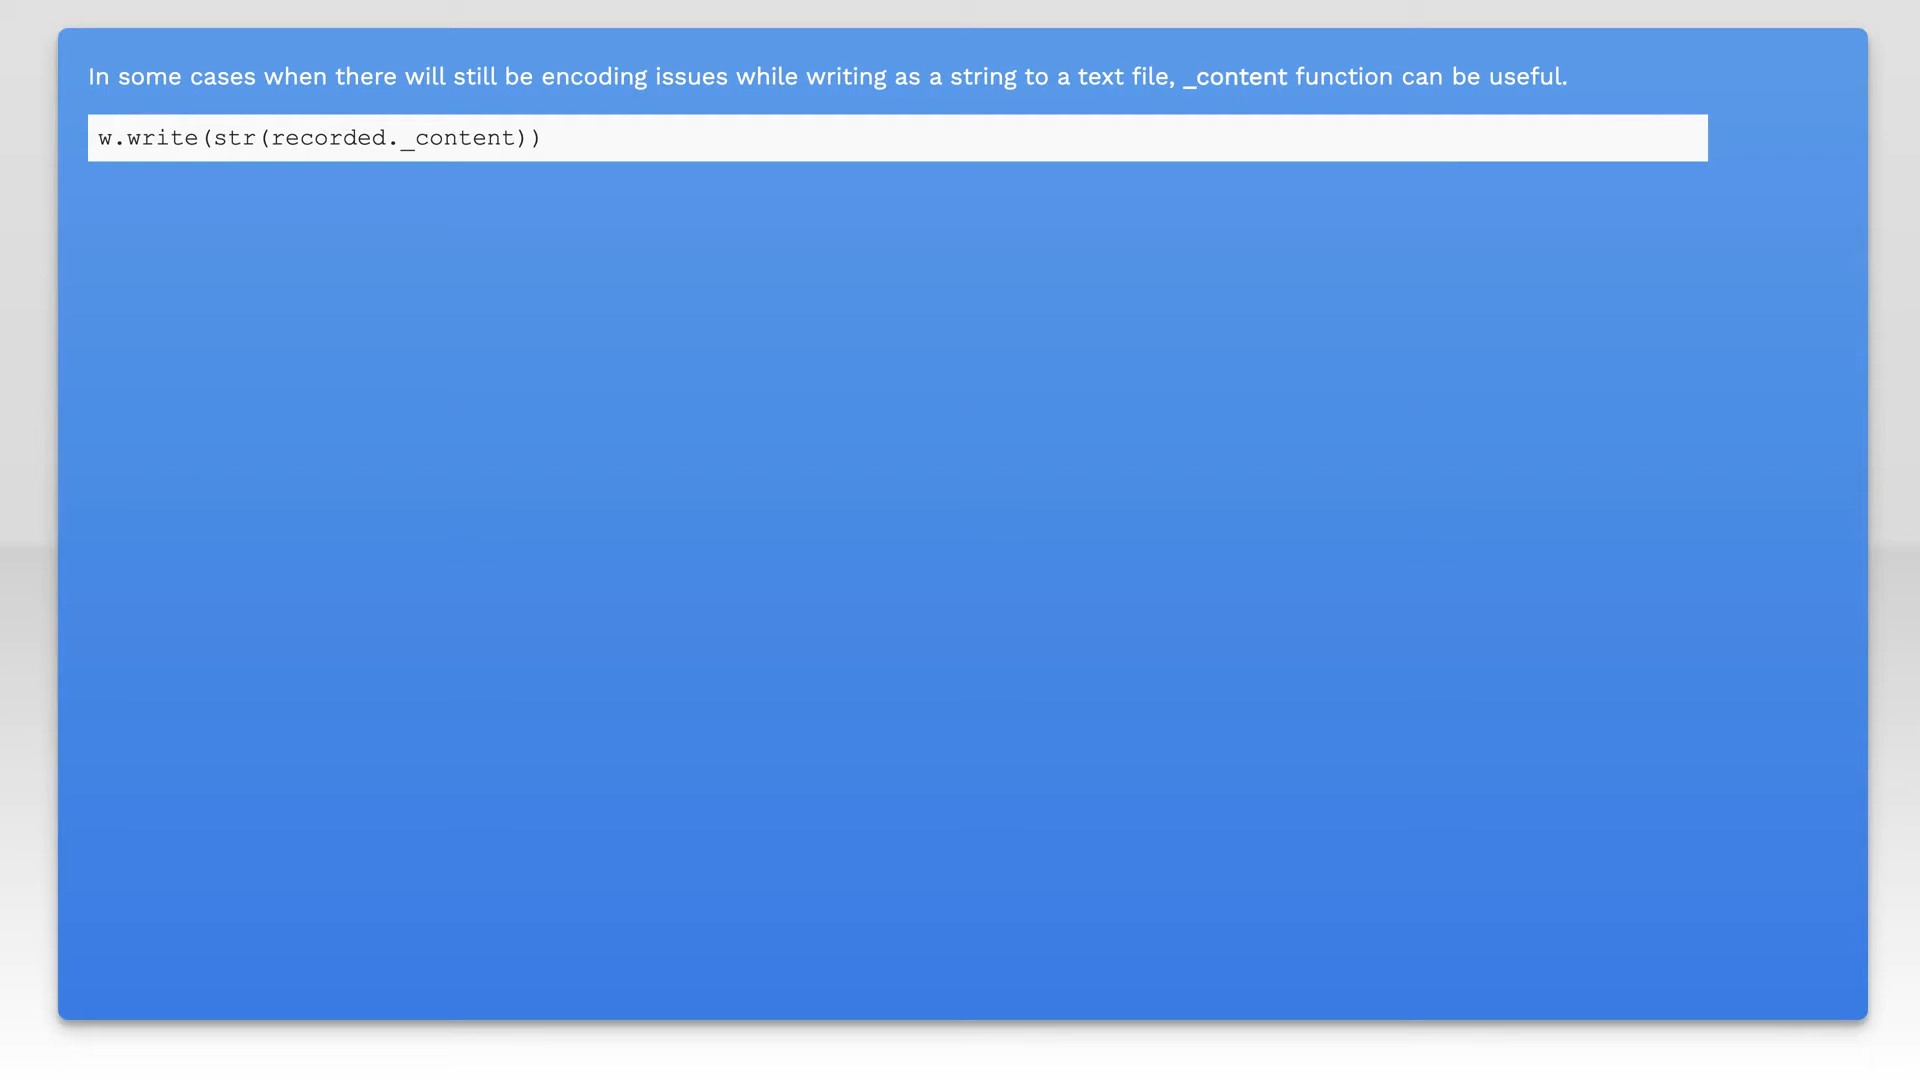 In some cases when there will still be encoding issues while writing as a string to a text file, _content function can be useful.
w.write(str(recorded._content))